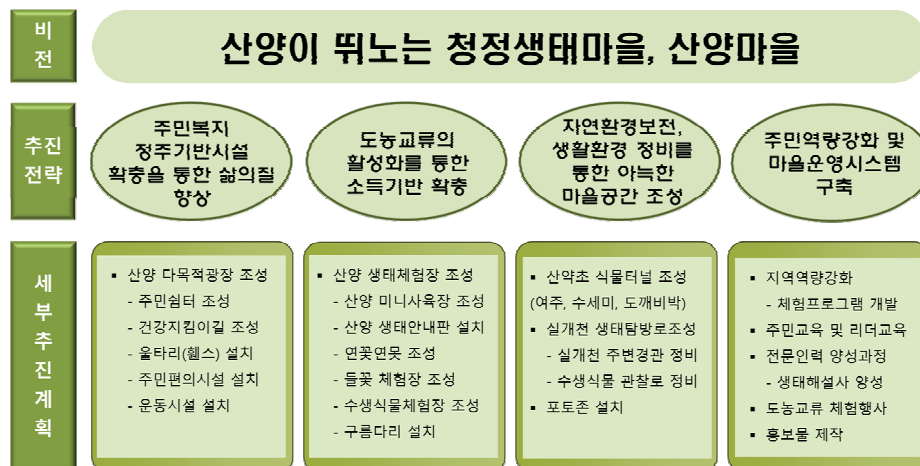 비
전
산양이 뛰노는 청정생태마을, 산양마을
추진
전략
주민복지
정주기반시설
확충을 통한 삶의질
향상
도농교류의
활성화를 통한
소득기반 확충
자연환경보전,
생활환경 정비를
통한 아늑한
마을공간 조성
주민역량강화 및
마을운영시스템
구축
세
부
추
진
계
획
▪ 산양 다목적광장 조성
- 주민쉼터 조성
- 건강지킴이길 조성
- 울타리(휀스) 설치
- 주민편의시설 설치
- 운동시설 설치
▪ 산양 생태체험장 조성
- 산양 미니사육장 조성
- 산양 생태안내판 설치
- 연꽃연못 조성
- 들꽃 체험장 조성
- 수생식물체험장 조성
- 구름다리 설치
▪ 산약초 식물터널 조성
(여주, 수세미, 도깨비박)
▪ 실개천 생태탐방로조성
- 실개천 주변경관 정비
- 수생식물 관찰로 정비
▪ 포토존 설치
▪ 지역역량강화
- 체험프로그램 개발
▪ 주민교육 및 리더교육
▪ 전문인력 양성과정
- 생태해설사 양성
▪ 도농교류 체험행사
▪ 홍보물 제작